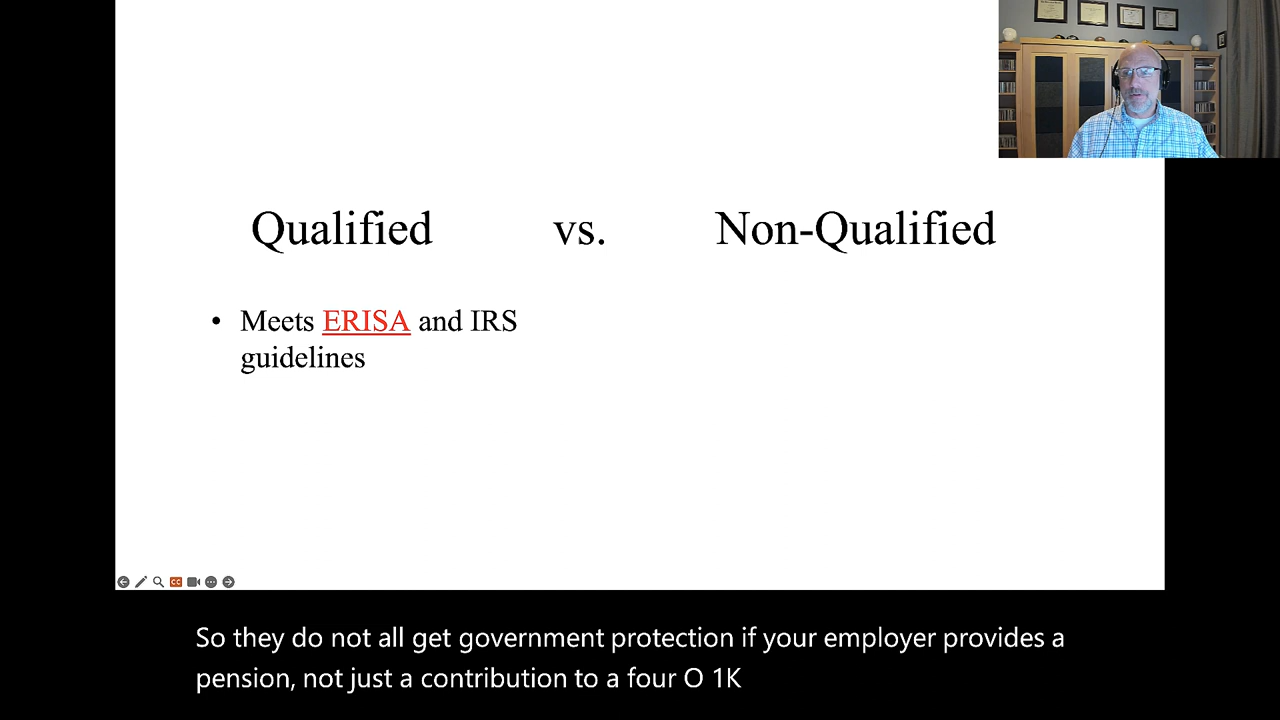 Qualified vs. Non-Qualified
• Meets ERISA and IRS
guidelines
CC
So they do not all get government protection if your employer provides a
pension, not just a contribution to a four O 1K